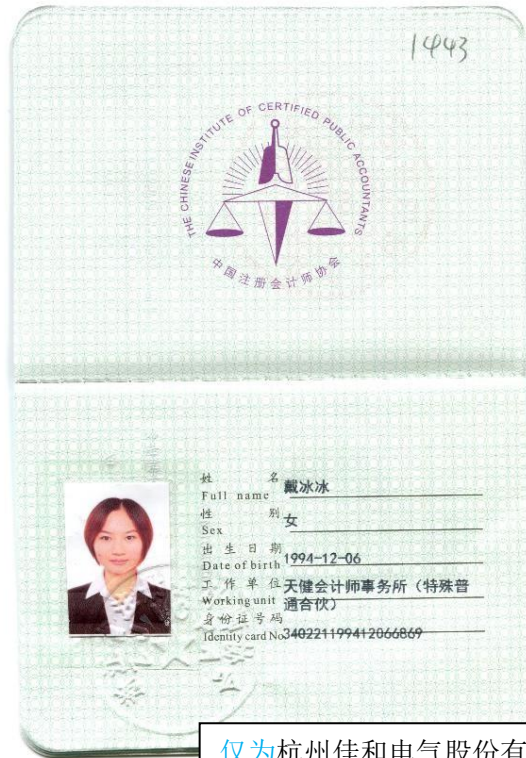 1443
THE CHINESE INSTITUTE OF CERTIFIED PUBLIC ACCOUNTANTS
中国注册会计师协会
姓 名 戴冰冰
Full name
性 别 女
Sex
出生日期 1994-12-06
Date of birth
工作单位 天健会计师事务所（特殊普
Working unit 通合伙）
身份证号码
Identity card No. 340221199412066869
仅为杭州佳和电气股份有